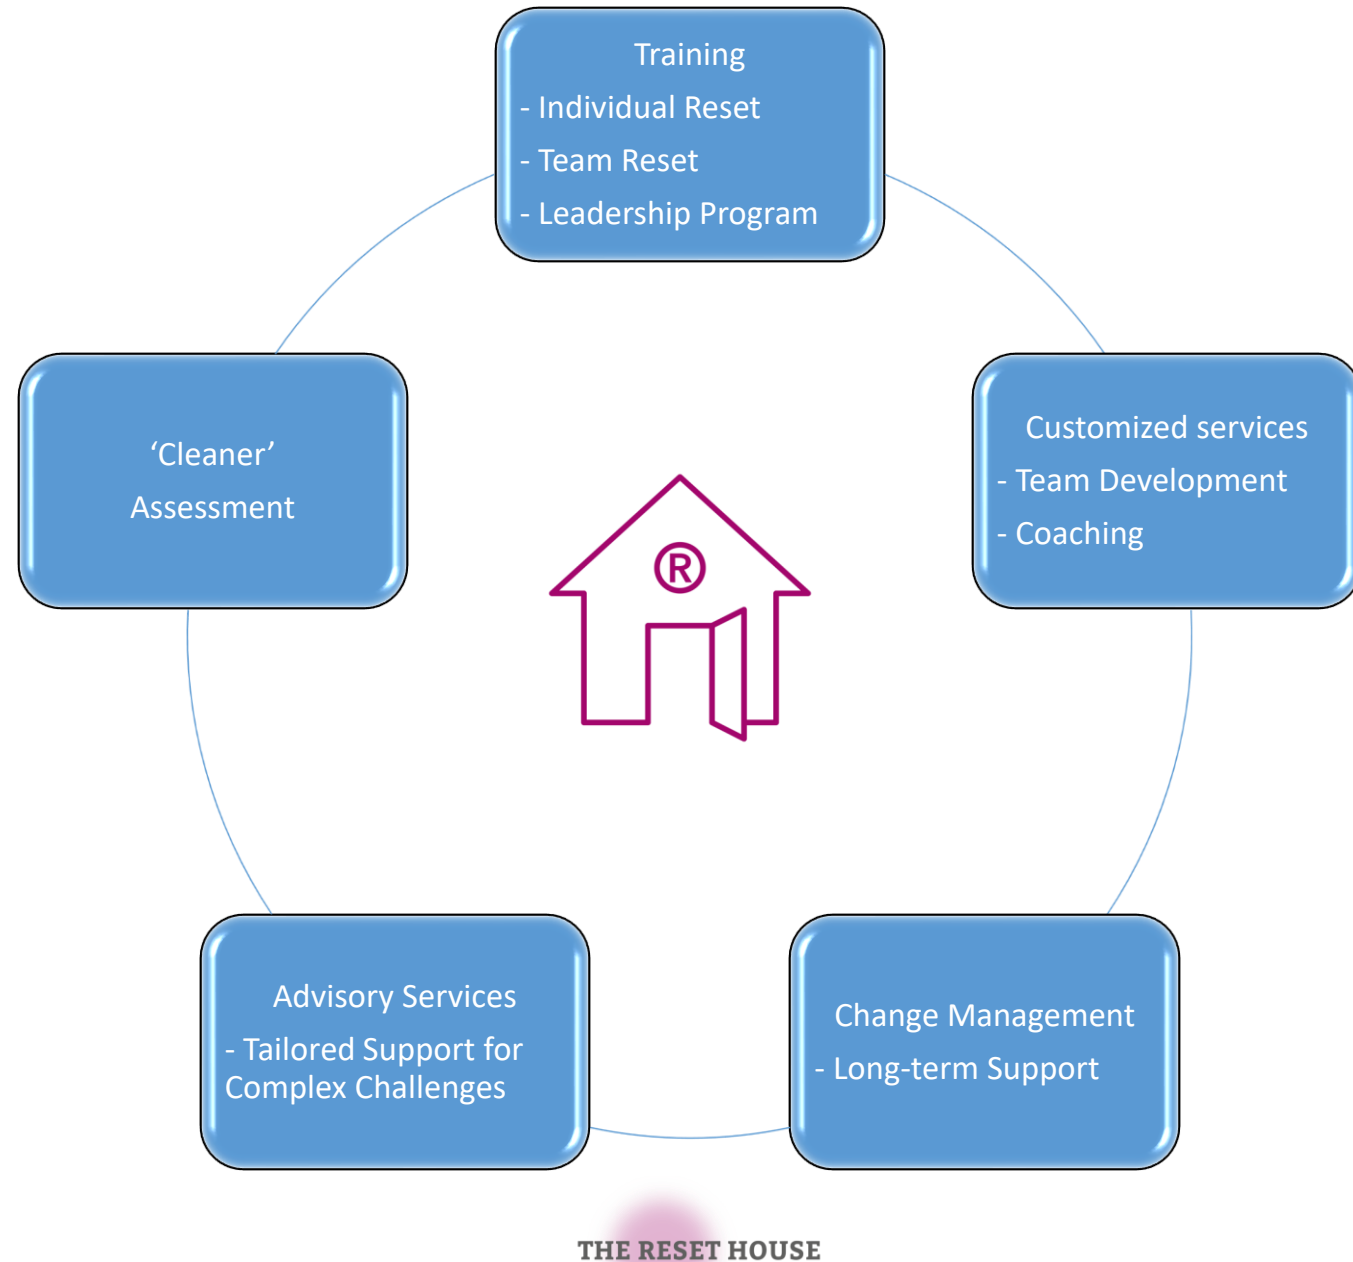 Training
- Individual Reset
- Team Reset
- Leadership Program
‘Cleaner’
Assessment
Customized services
- Team Development
- Coaching
®
Advisory Services
- Tailored Support for
Complex Challenges
Change Management
- Long-term Support
THE RESET HOUSE